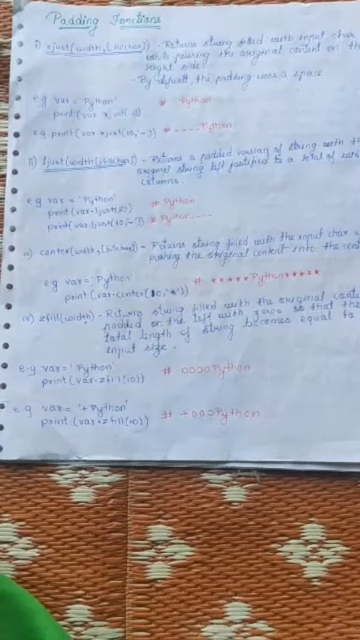 Padding Functions
i) rjust(width,[fillchar]) - Returns string filled with input char
while pushing the original content on the
right side.
- By default, the padding uses a space
e.g var = 'Python'
# Python
print(var.rjust(
e.g print(var.rjust(10,'-')) # ----Python
ii) ljust(width[fillchar]) - Returns a padded version of string with the
original string left justified to a total of width
columns.
e.g var = 'Python'
# Python
print(var.ljust(
print(var.ljust(10,'-')) # Python----
iii) center(width,[fillchar]) - Returns string filled with the input char
pushing the original content into the cent
e.g var = 'Python'
print(var.center( '*')) # *****Python*****
iv) zfill(width) - Returns string filled with the original conte
padded on the left with zeros so that the
total length of string becomes equal to
input size.
e.g var = 'Python'
print(var.zfill(10)) # 0000Python
e.g var = '+Python'
print(var.zfill(10)) # +000Python